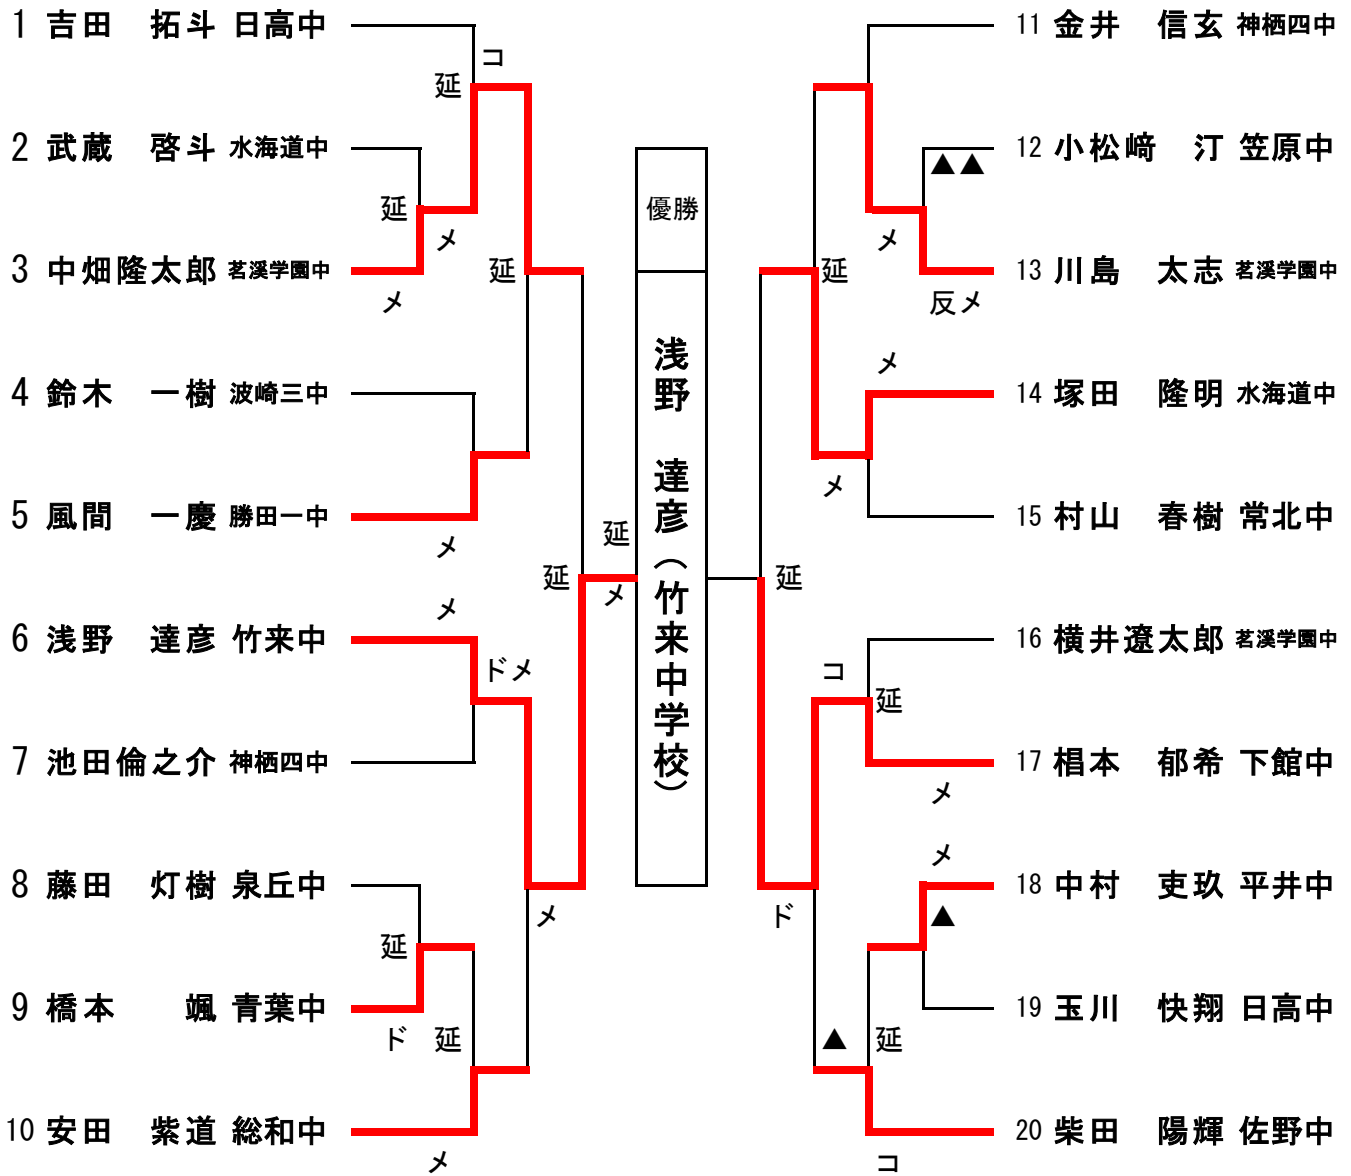 1 吉田　拓斗 日高中
コ
延
2 武蔵　啓斗 水海道中
延
メ
3 中畑隆太郎 茗溪学園中
メ
延
4 鈴木　一樹 波崎三中
5 風間　一慶 勝田一中
メ
延
延
メ
メ
6 浅野　達彦 竹来中
ドメ
7 池田倫之介 神栖四中
8 藤田　灯樹 泉丘中
メ
延
9 橋本　颯 青葉中
ド
延
10 安田　紫道 総和中
メ
優勝
浅野　達彦（竹来中学校）
11 金井　信玄 神栖四中
12 小松﨑　汀 笠原中
▲▲
メ
13 川島　太志 茗溪学園中
延
反メ
メ
14 塚田　隆明 水海道中
メ
15 村山　春樹 常北中
延
16 横井遼太郎 茗溪学園中
コ
延
17 椙本　郁希 下館中
メ
メ
18 中村　吏玖 平井中
ド
▲
19 玉川　快翔 日高中
▲
延
20 柴田　陽輝 佐野中
コ